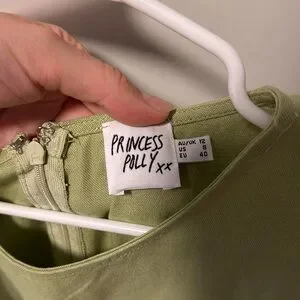 PRINCESS
POLLY xx
AU/UK 12
US 8
EU 40